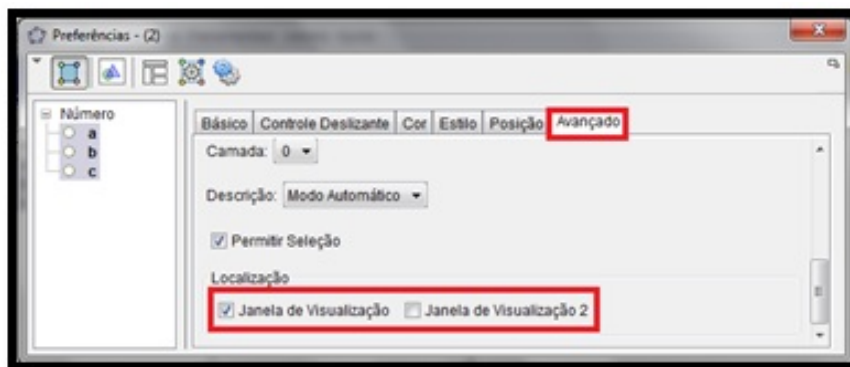 Preferências - (2)
Número
a
b
c
Básico Controle Deslizante Cor Estilo Posição Avançado
Camada: 0
Descrição: Modo Automático
Permitir Seleção
Localização
Janela de Visualização Janela de Visualização 2